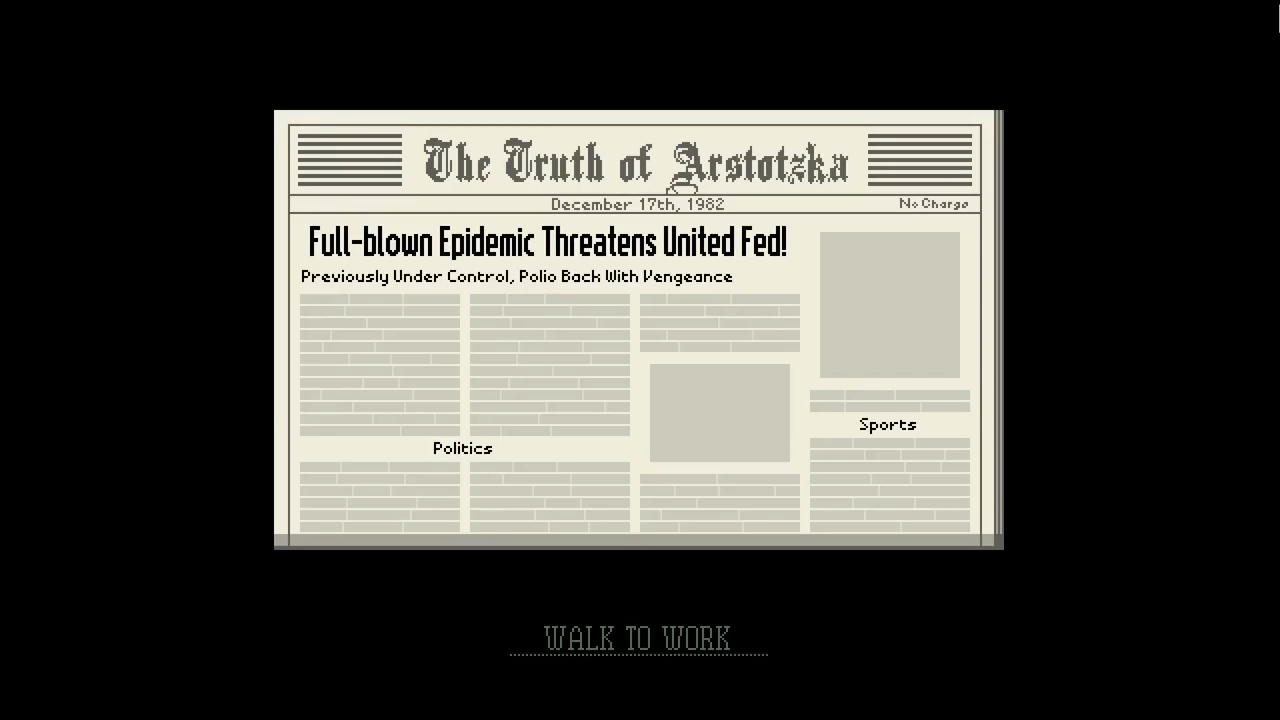 The Truth of Arstotzka
December 17th, 1982
No Charge
Full-blown Epidemic Threatens United Fed!
Previously Under Control, Polio Back With Vengeance
Politics
Sports
WALK TO WORK